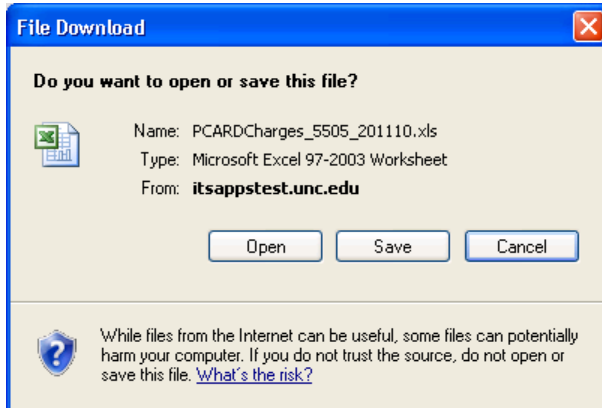 File Download
Do you want to open or save this file?
Name: PCARDCharges_5505_201110.xls
Type: Microsoft Excel 97-2003 Worksheet
From: itsappstest.unc.edu
Open Save Cancel
While files from the Internet can be useful, some files can potentially
harm your computer. If you do not trust the source, do not open or
save this file. What's the risk?